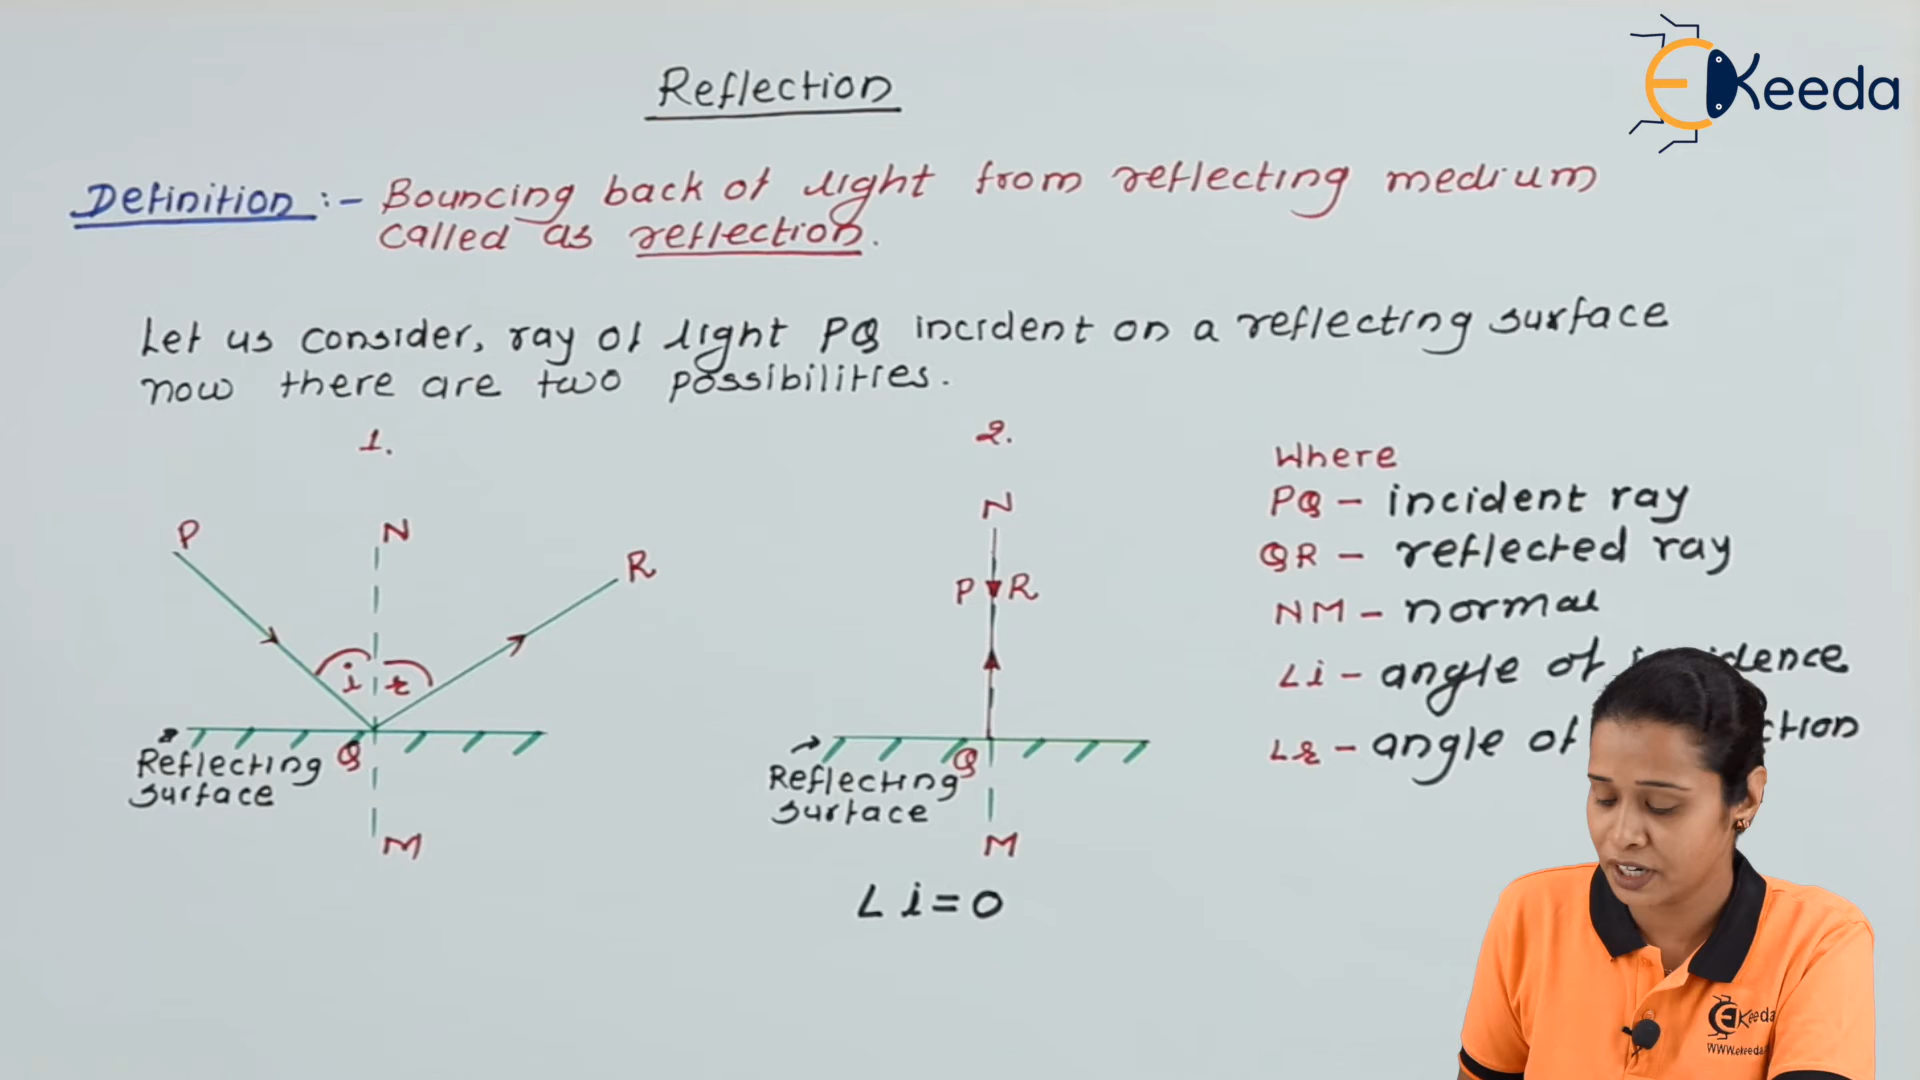 Reflection
EKeeda
Definition :- Bouncing back of light from reflecting medium
called as reflection.
Let us consider, ray of light PQ incident on a reflecting surface
now there are two possibilities.
1.
P
N
R
i
r
Q
Reflecting
surface
M
2.
N
P R
Q
Reflecting
surface
M
∠i=0
Where
PQ - incident ray
QR - reflected ray
NM - normal
∠i - angle of
∠r - angle of
EKeeda